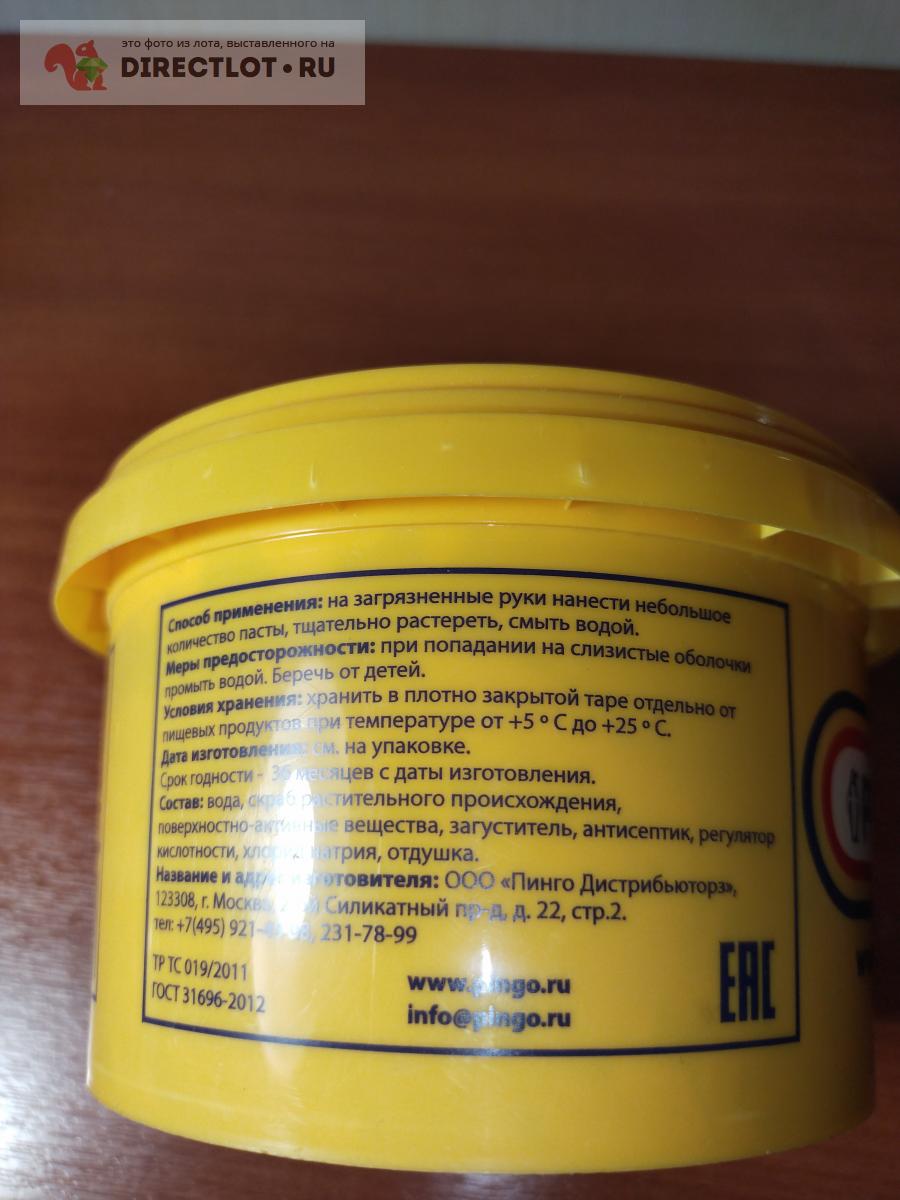 это фото из лота, выставленного на
DIRECTLOT•RU
Способ применения: на загрязненные руки нанести небольшое
количество пасты, тщательно растереть, смыть водой.
Меры предосторожности: при попадании на слизистые оболочки
промыть водой. Беречь от детей.
Условия хранения: хранить в плотно закрытой таре отдельно от
пищевых продуктов при температуре от +5 º С до +25 º С.
Дата изготовления: см. на упаковке.
Срок годности - 36 месяцев с даты изготовления.
Состав: вода, скраб растительного происхождения,
поверхностно-активные вещества, загуститель, антисептик, регулятор
кислотности, хлорид натрия, отдушка.
Название и адрес изготовителя: ООО «Пинго Дистрибьюторз»,
123308, г. Москва, Силикатный пр-д, д. 22, стр.2.
тел: +7(495) 231-78-99
ТР ТС 019/2011
ГОСТ 31696-2012
www.pingo.ru
info@pingo.ru
EAC